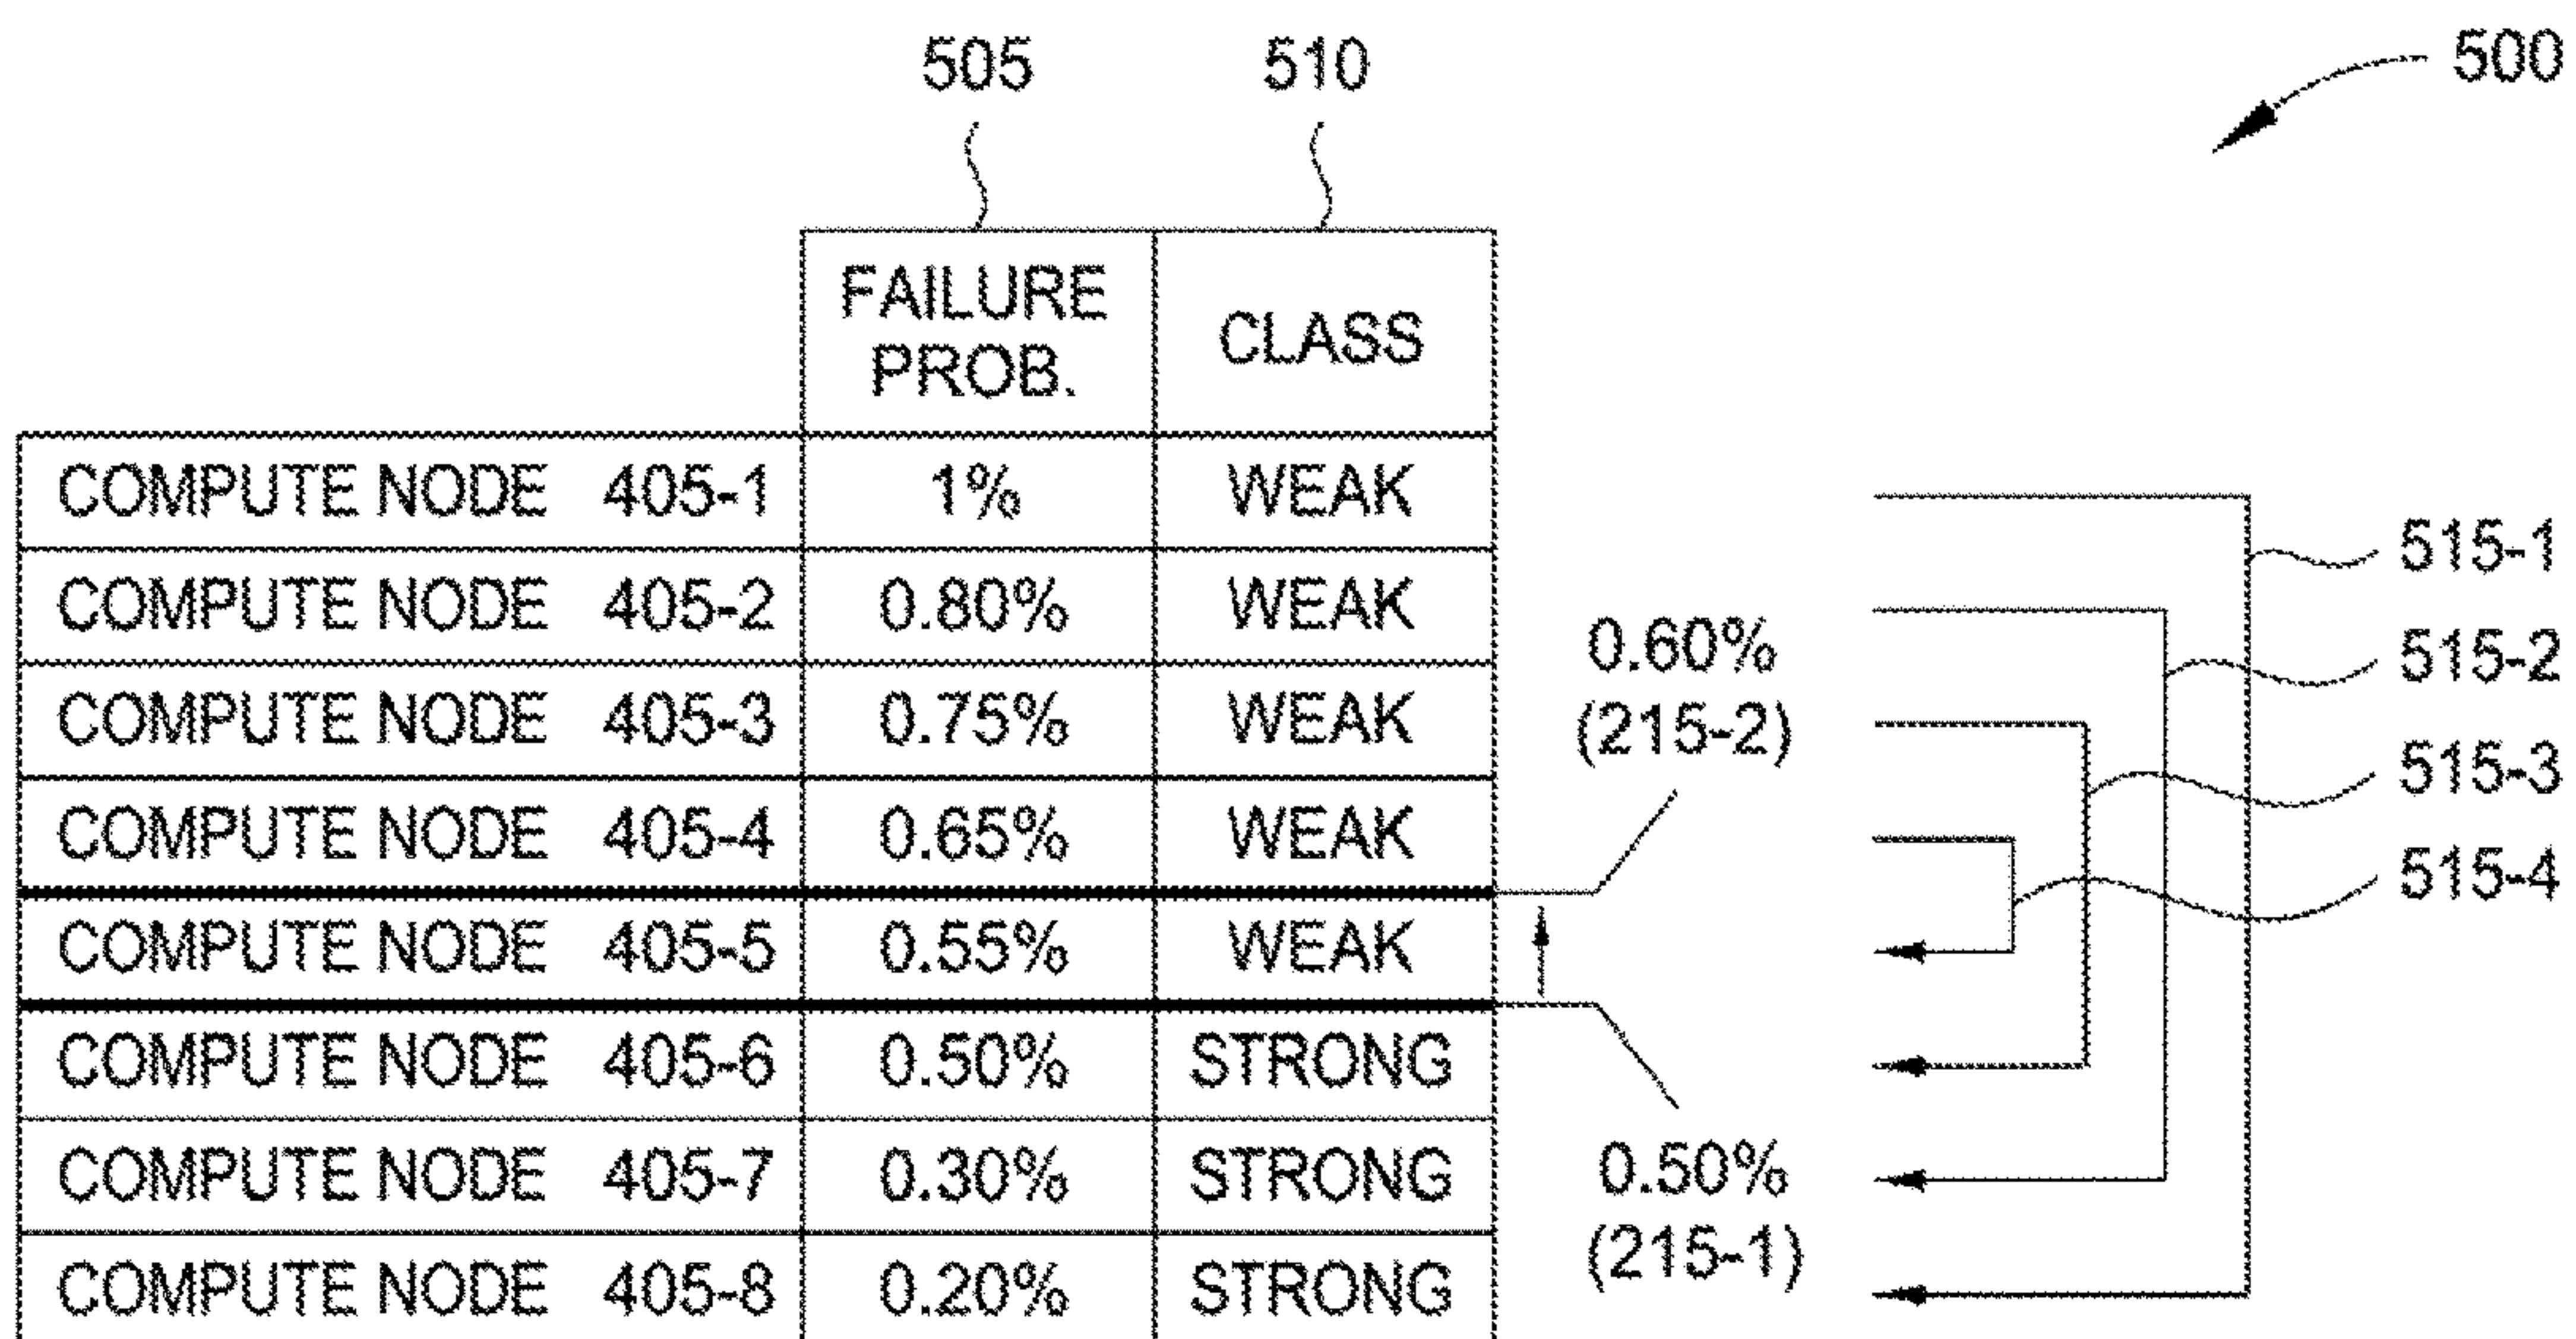 505 510 500
FAILURE PROB. CLASS
COMPUTE NODE 405-1 1% WEAK
COMPUTE NODE 405-2 0.80% WEAK
COMPUTE NODE 405-3 0.75% WEAK
COMPUTE NODE 405-4 0.65% WEAK
COMPUTE NODE 405-5 0.55% WEAK
COMPUTE NODE 405-6 0.50% STRONG
COMPUTE NODE 405-7 0.30% STRONG
COMPUTE NODE 405-8 0.20% STRONG
0.60%
(215-2)
0.50%
(215-1)
515-1
515-2
515-3
515-4